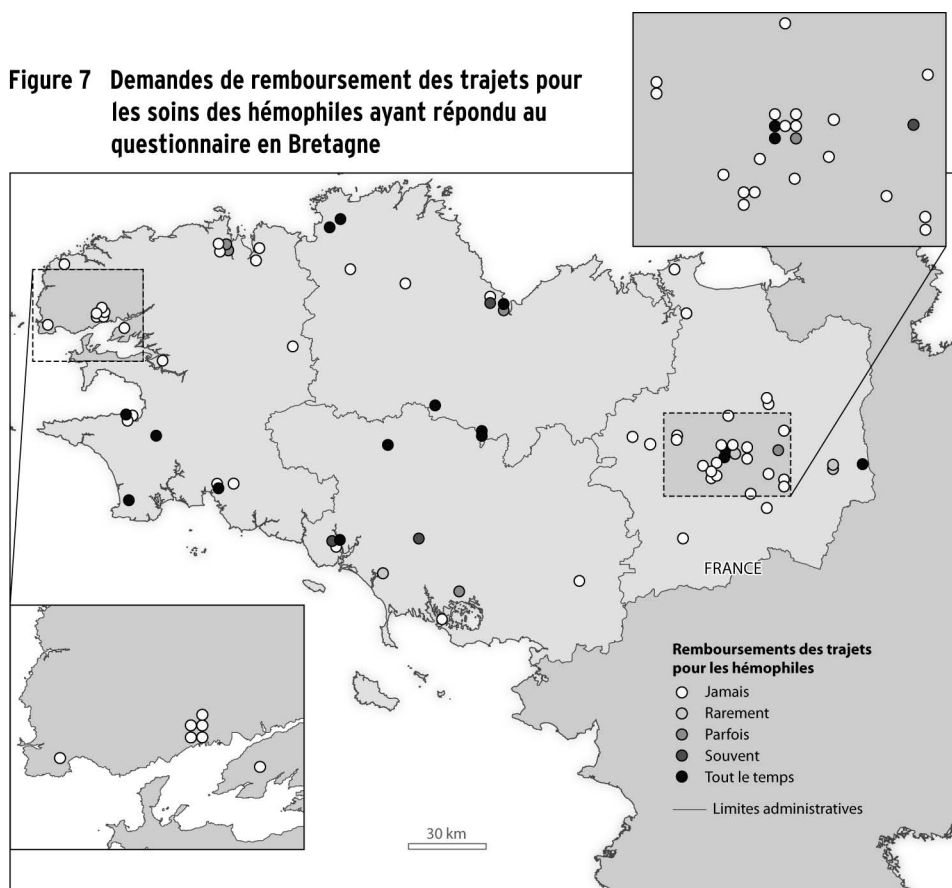 Figure 7 Demandes de remboursement des trajets pour
les soins des hémophiles ayant répondu au
questionnaire en Bretagne
FRANCE
Remboursements des trajets
pour les hémophiles
Jamais
Rarement
Parfois
Souvent
Tout le temps
Limites administratives
30 km